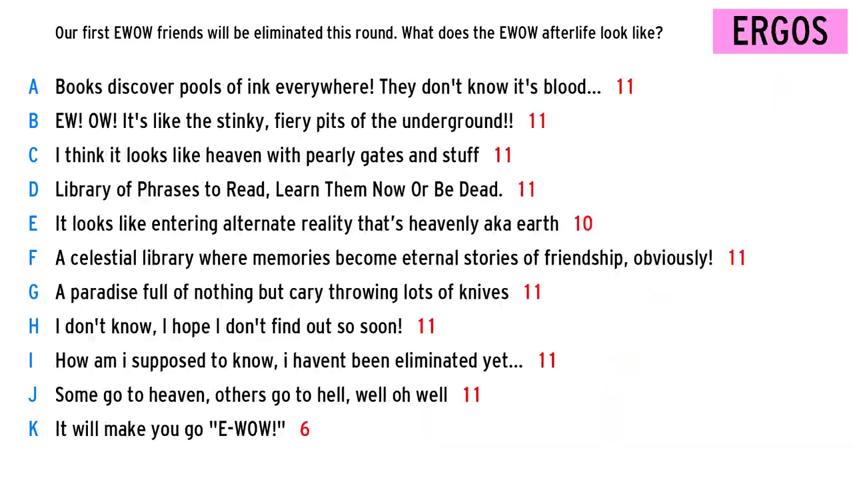 Our first EWOW friends will be eliminated this round. What does the EWOW afterlife look like?
ERGOS
A Books discover pools of ink everywhere! They don't know it's blood... 11
B EW! OW! It's like the stinky, fiery pits of the underground!! 11
C I think it looks like heaven with pearly gates and stuff 11
D Library of Phrases to Read, Learn Them Now Or Be Dead. 11
E It looks like entering alternate reality that’s heavenly aka earth 10
F A celestial library where memories become eternal stories of friendship, obviously! 11
G A paradise full of nothing but cary throwing lots of knives 11
H I don't know, I hope I don't find out so soon! 11
I How am i supposed to know, i havent been eliminated yet... 11
J Some go to heaven, others go to hell, well oh well 11
K It will make you go "E-WOW!" 6